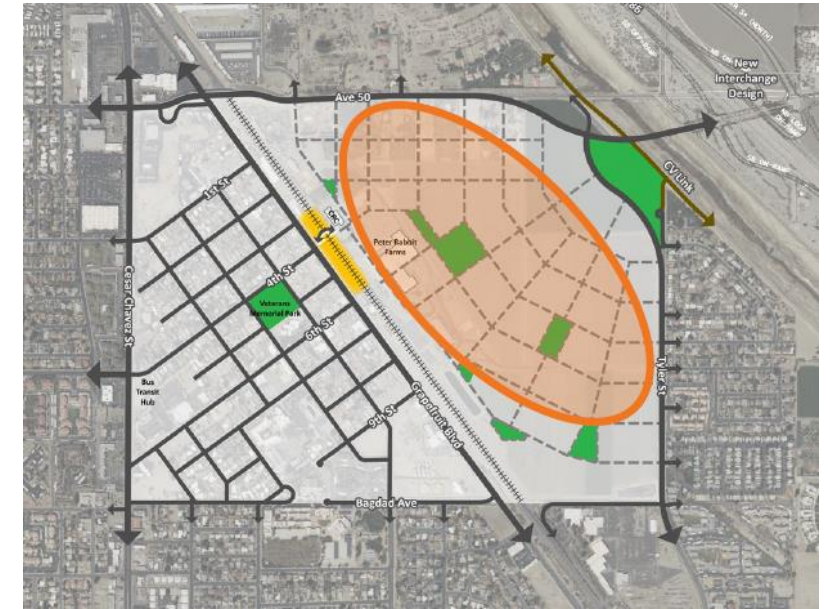 New
Interchange
Design
Ave 50
CV Link
1st St
Peter Rabbit
Farms
4th St
Veterans
Memorial Park
6th St
Cesar Chavez St
Bus
Transit
Hub
Tyler St
Grapefruit Blvd
9th St
Bagdad Ave